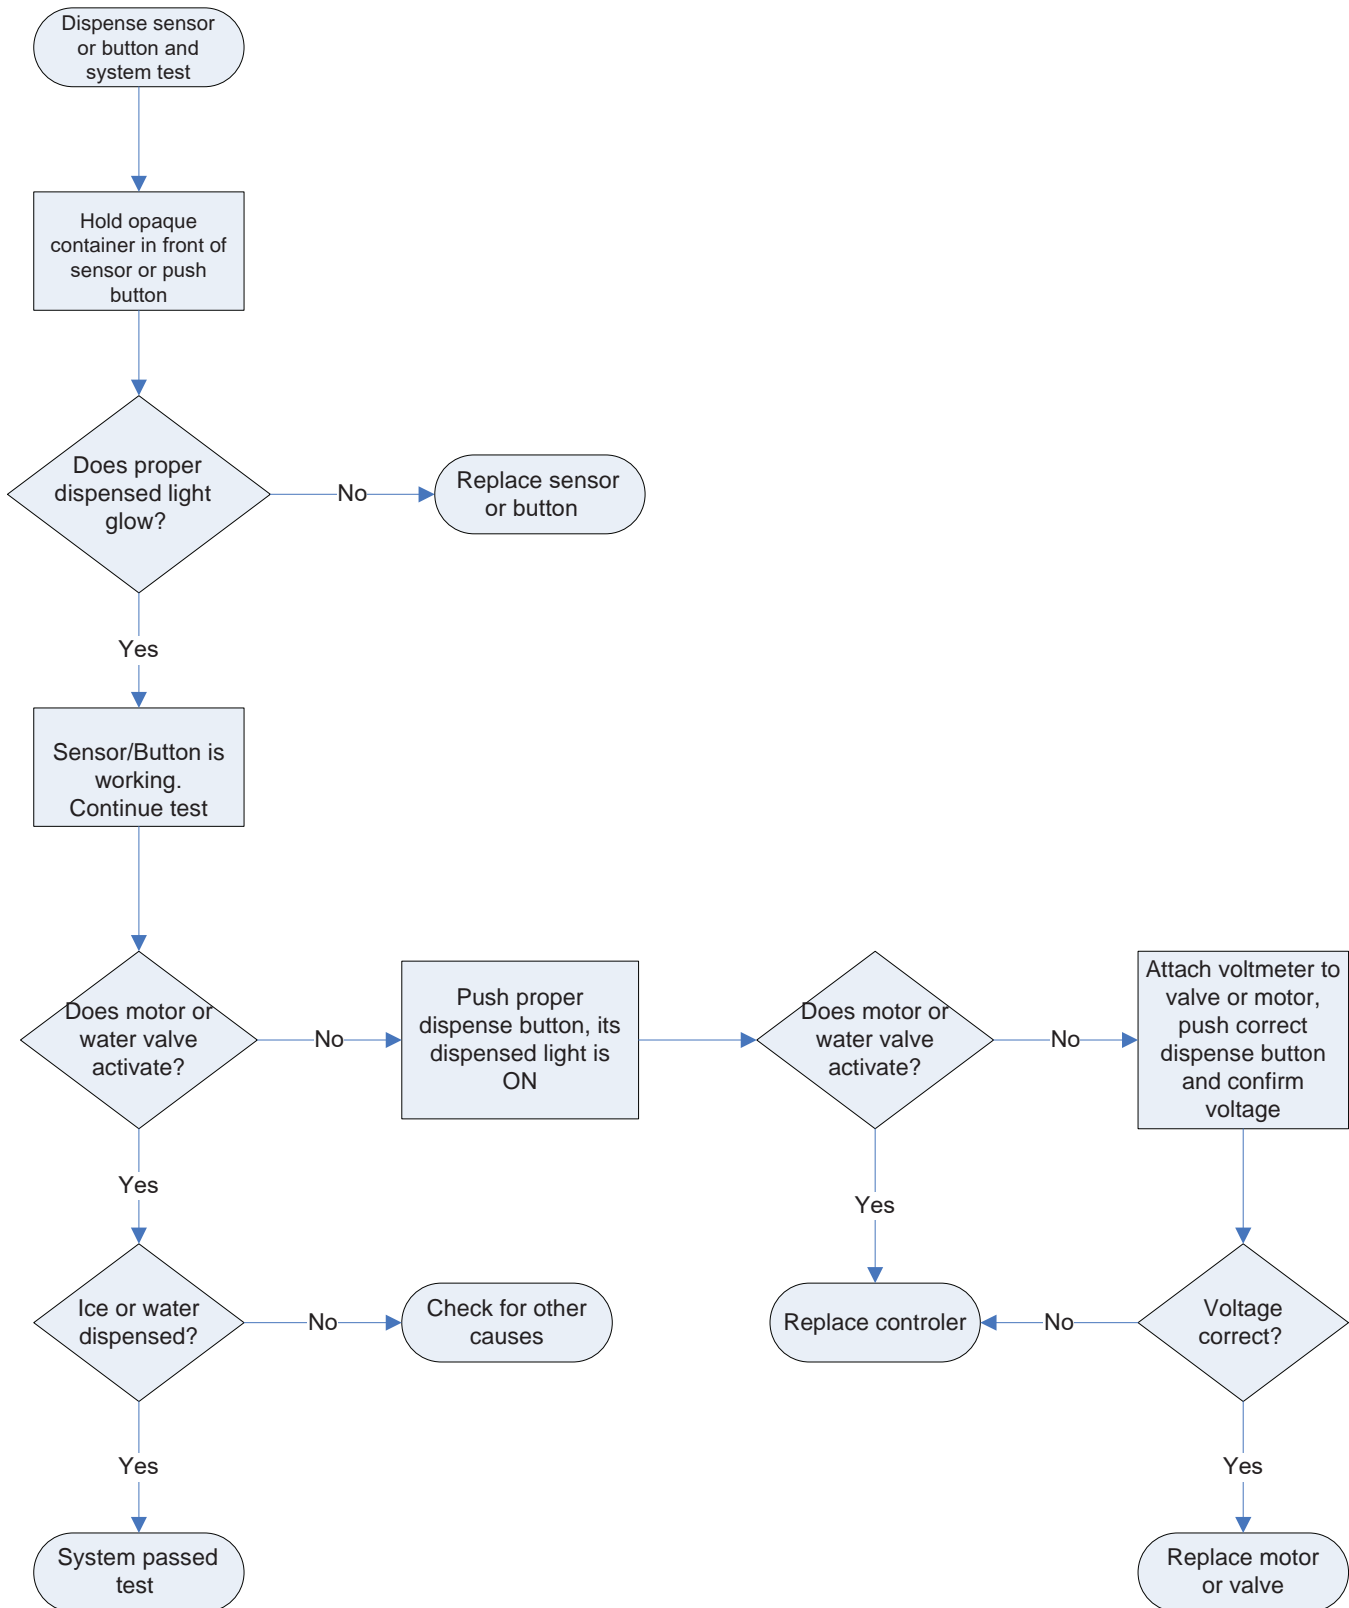 Dispense sensor
or button and
system test
Hold opaque
container in front of
sensor or push
button
Does proper
dispensed light
glow?
No
Replace sensor
or button
Yes
Sensor/Button is
working.
Continue test
Does motor or
water valve
activate?
No
Push proper
dispense button, its
dispensed light is
ON
Does motor or
water valve
activate?
No
Attach voltmeter to
valve or motor,
push correct
dispense button
and confirm
voltage
Yes
Yes
Ice or water
dispensed?
No
Check for other
causes
Replace controler
No
Voltage
correct?
Yes
Yes
System passed
test
Replace motor
or valve